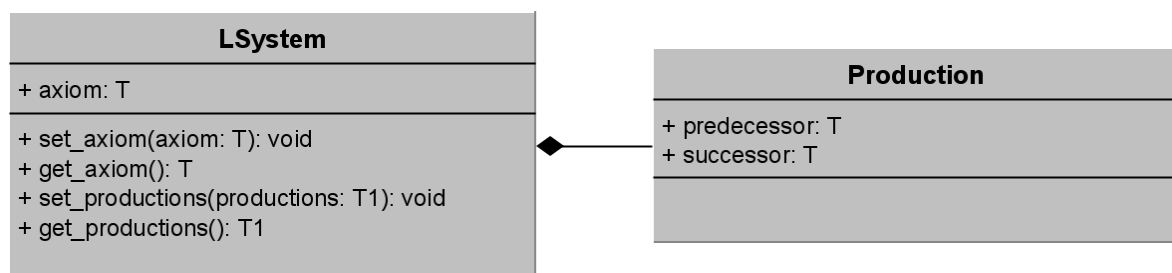 LSystem
+ axiom: T
+ set_axiom(axiom: T): void
+ get_axiom(): T
+ set_productions(productions: T1): void
+ get_productions(): T1
Production
+ predecessor: T
+ successor: T